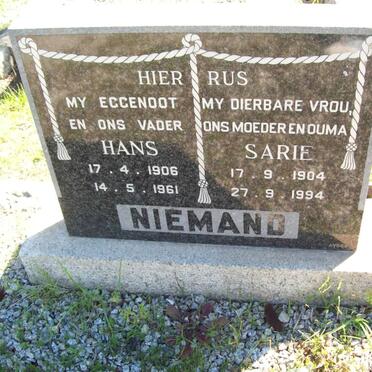 HIER RUS
MY EGGENOOT
EN ONS VADER
HANS
17.4.1906
14.5.1961
MY DIERBARE VROU,
ONS MOEDER EN OUMA
SARIE
17.9.1904
27.9.1994
NIEMAND